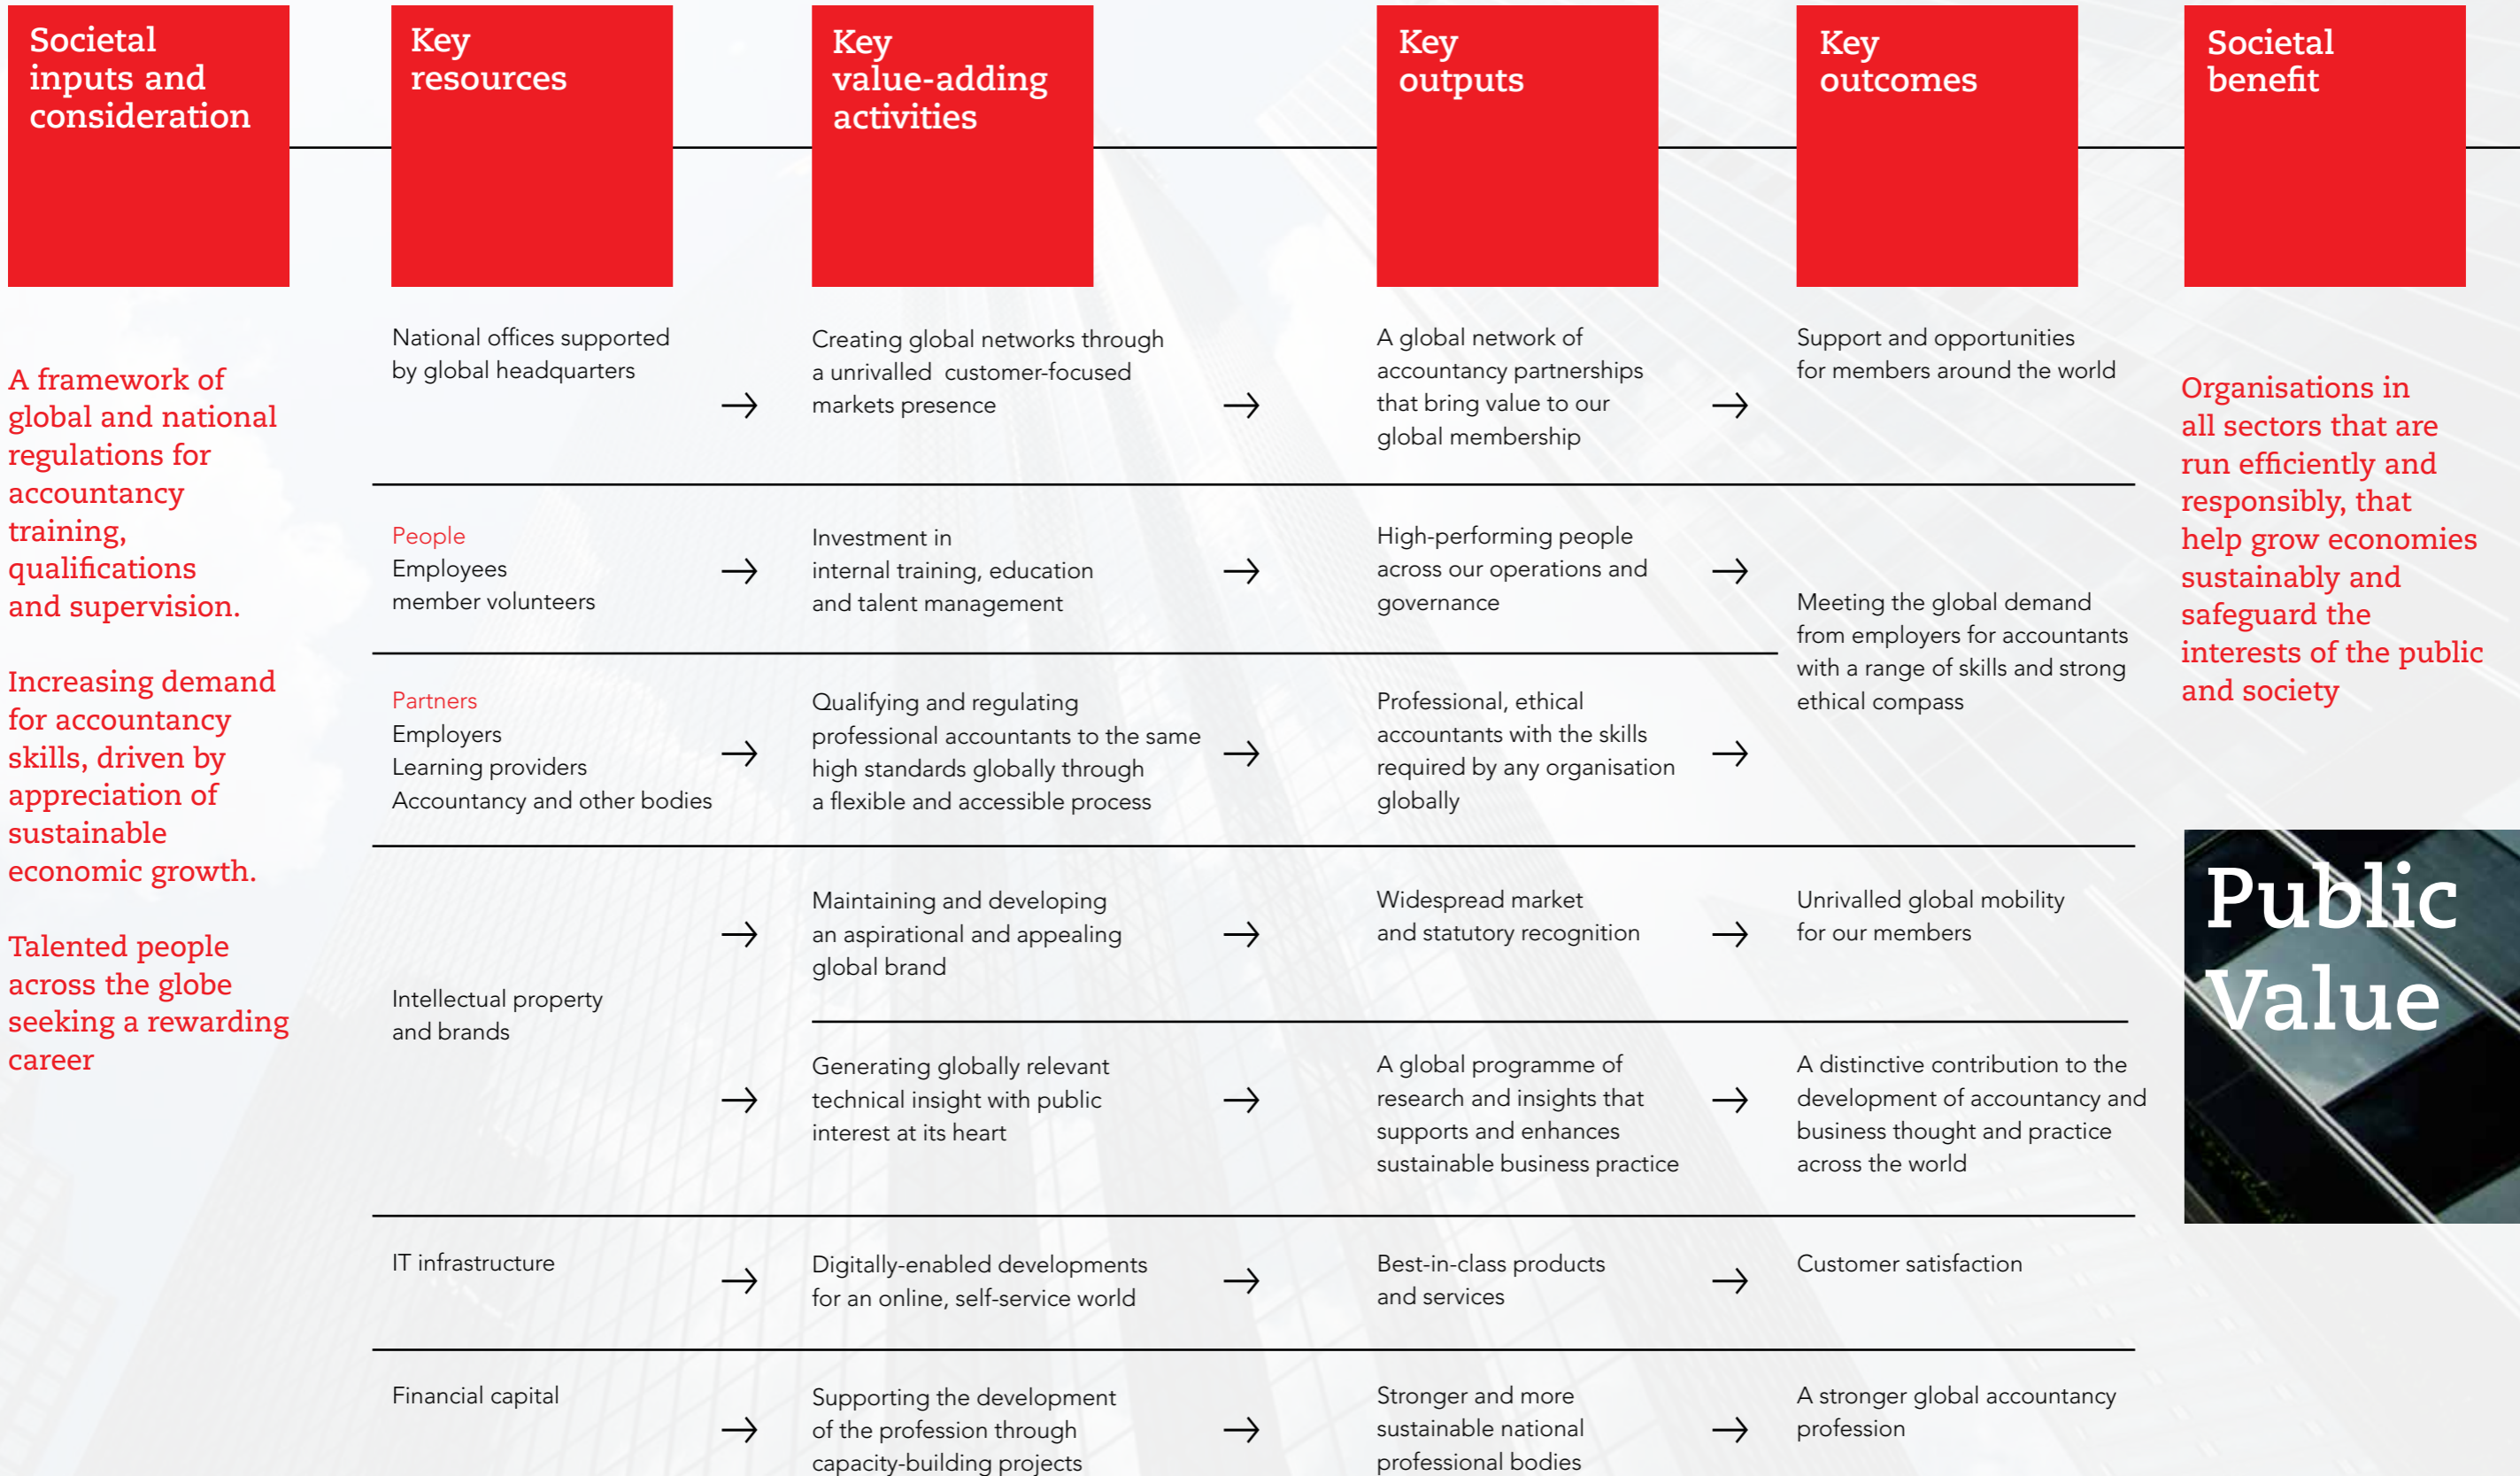 Societal
inputs and
consideration
Key
resources
Key
value-adding
activities
Key
outputs
Key
outcomes
Societal
benefit
A framework of
global and national
regulations for
accountancy
training,
qualifications
and supervision.
Increasing demand
for accountancy
skills, driven by
appreciation of
sustainable
economic growth.
Talented people
across the globe
seeking a rewarding
career
National offices supported
by global headquarters
→
Creating global networks through
a unrivalled customer-focused
markets presence
→
A global network of
accountancy partnerships
that bring value to our
global membership
→
Support and opportunities
for members around the world
People
Employees
member volunteers
→
Investment in
internal training, education
and talent management
→
High-performing people
across our operations and
governance
→
Meeting the global demand
from employers for accountants
with a range of skills and strong
ethical compass
Partners
Employers
Learning providers
Accountancy and other bodies
→
Qualifying and regulating
professional accountants to the same
high standards globally through
a flexible and accessible process
→
Professional, ethical
accountants with the skills
required by any organisation
globally
→
Intellectual property
and brands
→
Maintaining and developing
an aspirational and appealing
global brand
→
Widespread market
and statutory recognition
→
Unrivalled global mobility
for our members
→
Generating globally relevant
technical insight with public
interest at its heart
→
A global programme of
research and insights that
supports and enhances
sustainable business practice
→
A distinctive contribution to the
development of accountancy and
business thought and practice
across the world
IT infrastructure
→
Digitally-enabled developments
for an online, self-service world
→
Best-in-class products
and services
→
Customer satisfaction
Financial capital
→
Supporting the development
of the profession through
capacity-building projects
→
Stronger and more
sustainable national
professional bodies
→
A stronger global accountancy
profession
Organisations in
all sectors that are
run efficiently and
responsibly, that
help grow economies
sustainably and
safeguard the
interests of the public
and society
Public
Value